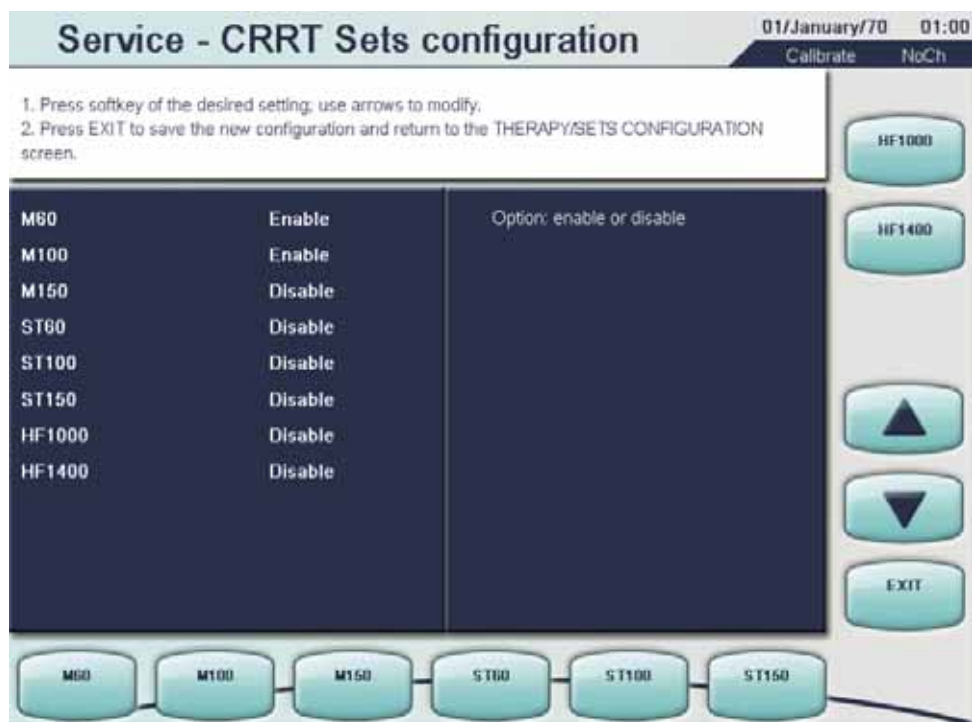 Service - CRRT Sets configuration
01/January/70 01:00
Calibrate NoCh
1. Press softkey of the desired setting; use arrows to modify.
2. Press EXIT to save the new configuration and return to the THERAPY/SETS CONFIGURATION
screen.
HF1000
HF1400
M60 Enable
M100 Enable
M150 Disable
ST60 Disable
ST100 Disable
ST150 Disable
HF1000 Disable
HF1400 Disable
Option: enable or disable
EXIT
M60 M100 M150 ST60 ST100 ST150